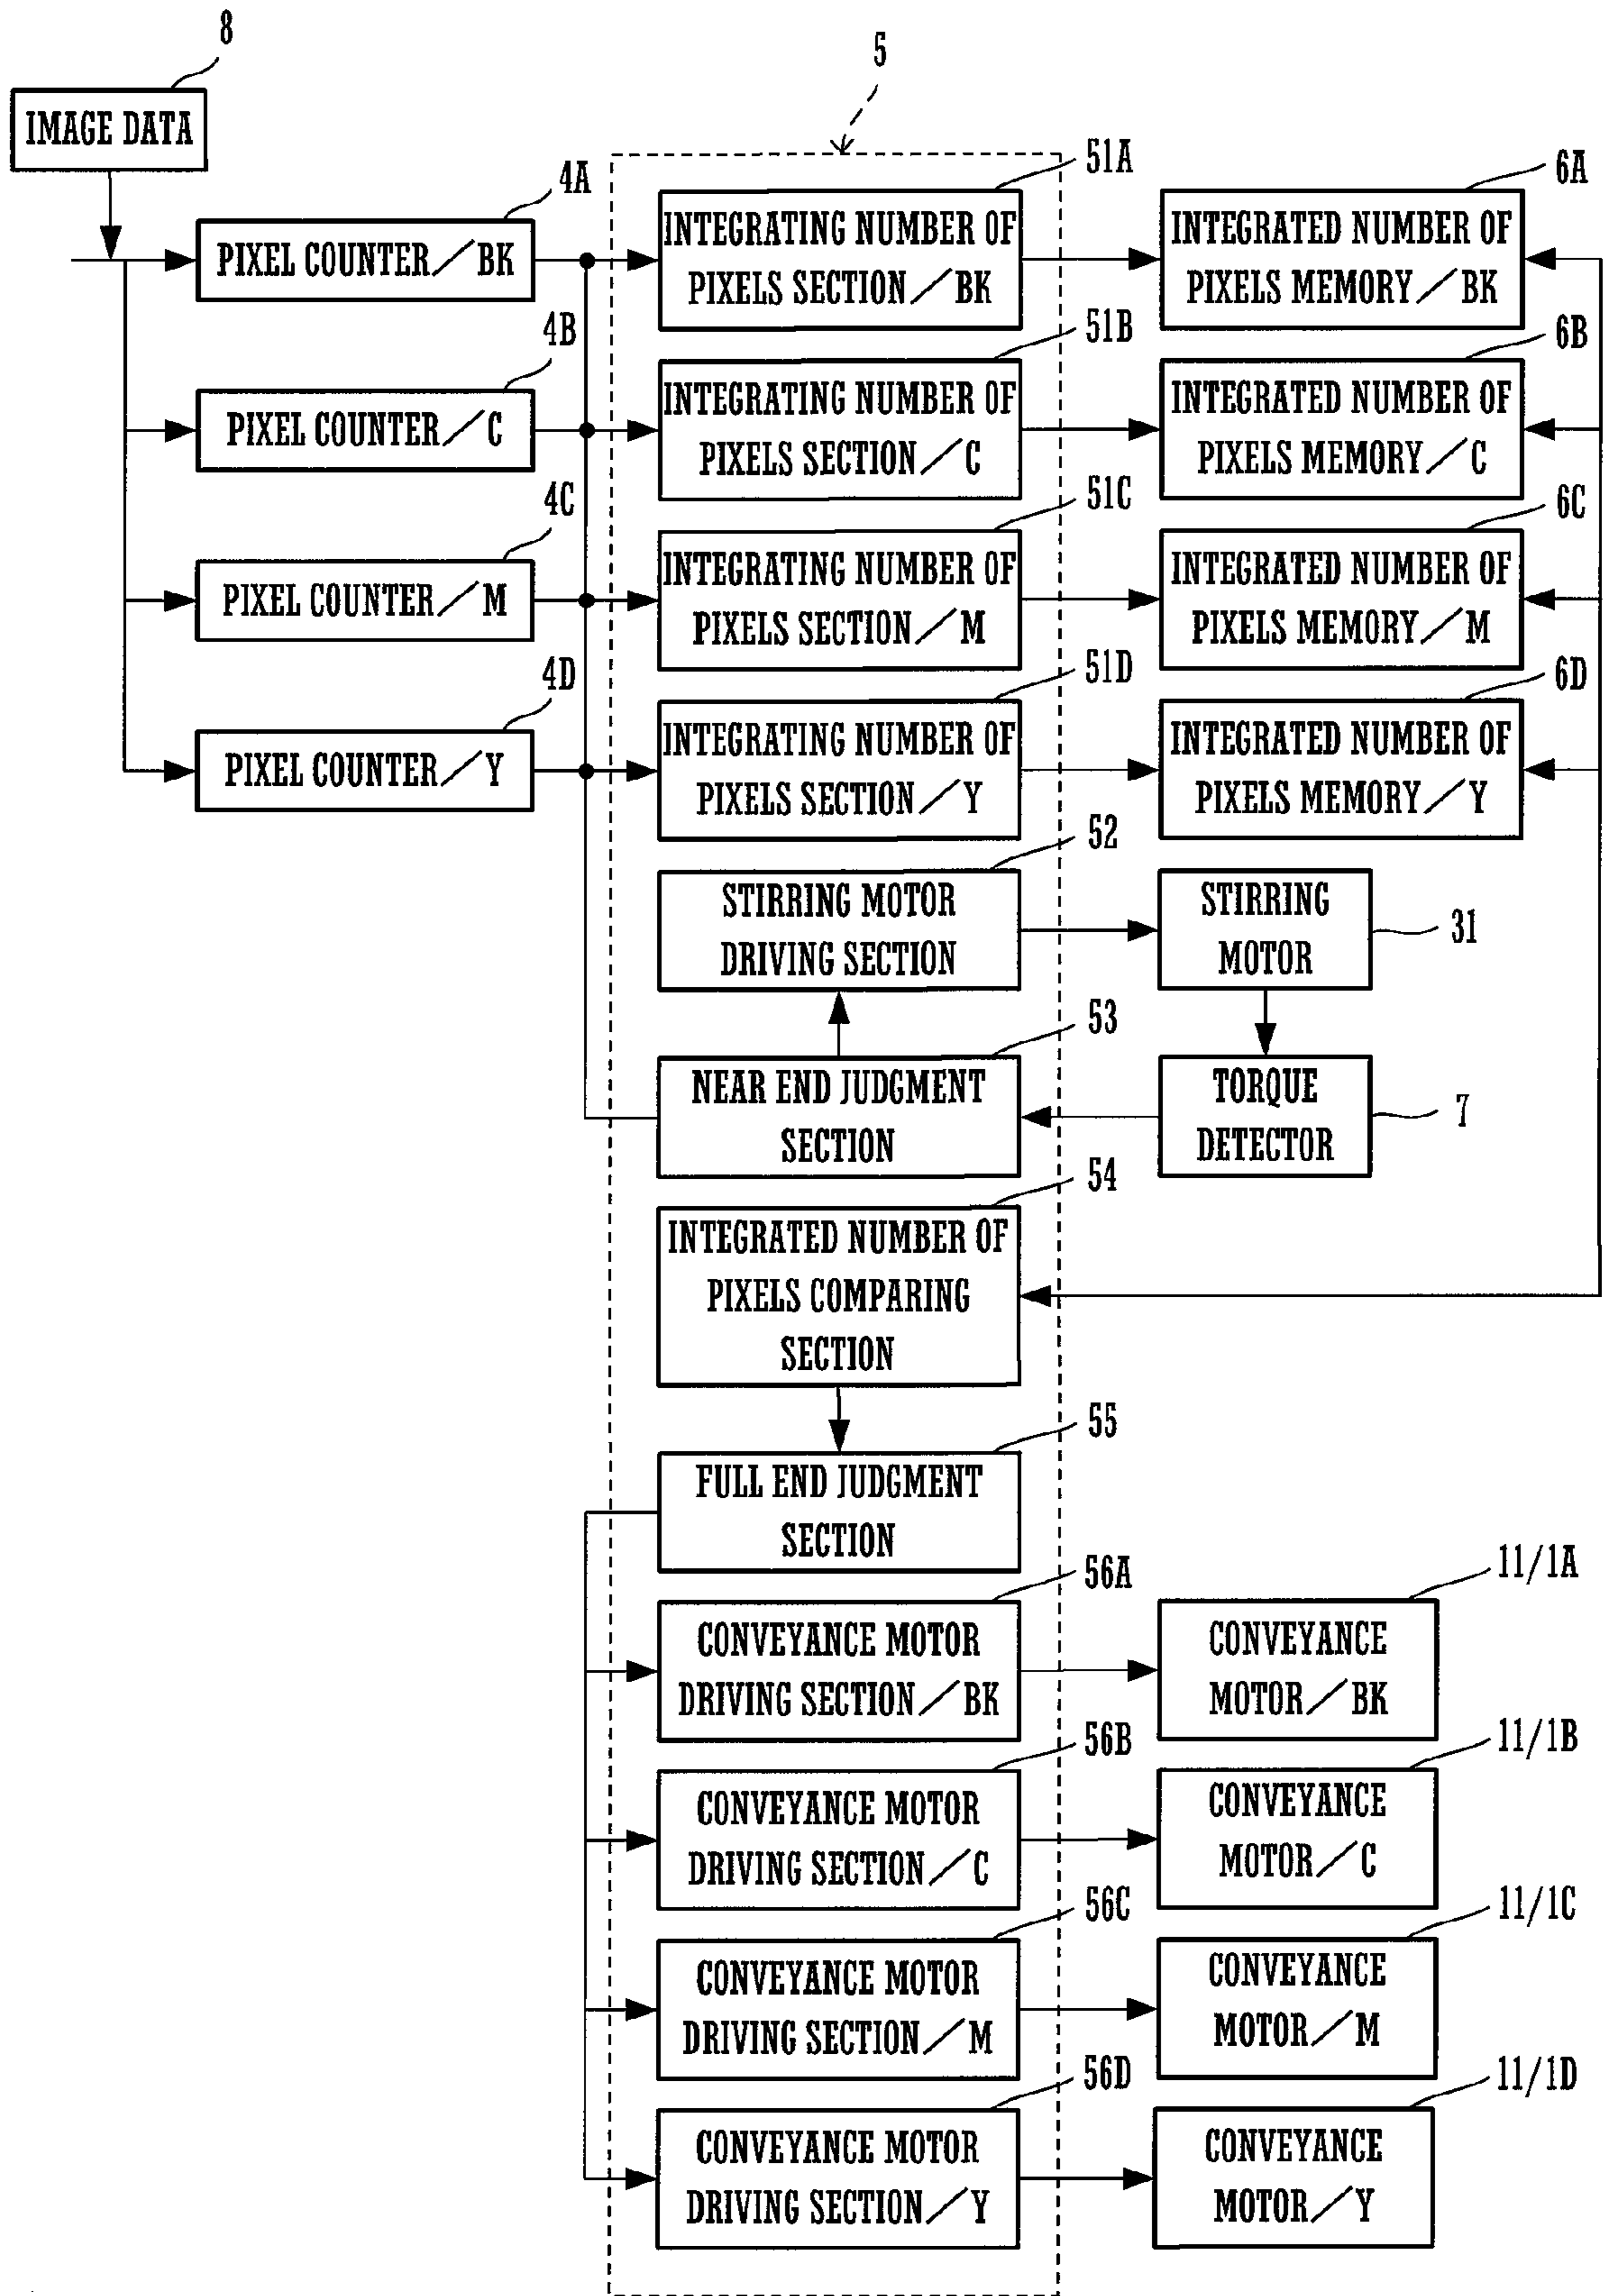 8
IMAGE DATA
5
4A
PIXEL COUNTER/BK
51A
INTEGRATING NUMBER OF
PIXELS SECTION/BK
6A
INTEGRATED NUMBER OF
PIXELS MEMORY/BK
4B
PIXEL COUNTER/C
51B
INTEGRATING NUMBER OF
PIXELS SECTION/C
6B
INTEGRATED NUMBER OF
PIXELS MEMORY/C
4C
PIXEL COUNTER/M
51C
INTEGRATING NUMBER OF
PIXELS SECTION/M
6C
INTEGRATED NUMBER OF
PIXELS MEMORY/M
4D
PIXEL COUNTER/Y
51D
INTEGRATING NUMBER OF
PIXELS SECTION/Y
6D
INTEGRATED NUMBER OF
PIXELS MEMORY/Y
52
STIRRING MOTOR
DRIVING SECTION
STIRRING
MOTOR
31
53
NEAR END JUDGMENT
SECTION
TORQUE
DETECTOR
7
54
INTEGRATED NUMBER OF
PIXELS COMPARING
SECTION
55
FULL END JUDGMENT
SECTION
56A
CONVEYANCE MOTOR
DRIVING SECTION/BK
11/1A
CONVEYANCE
MOTOR/BK
56B
CONVEYANCE MOTOR
DRIVING SECTION/C
11/1B
CONVEYANCE
MOTOR/C
56C
CONVEYANCE MOTOR
DRIVING SECTION/M
11/1C
CONVEYANCE
MOTOR/M
56D
CONVEYANCE MOTOR
DRIVING SECTION/Y
11/1D
CONVEYANCE
MOTOR/Y